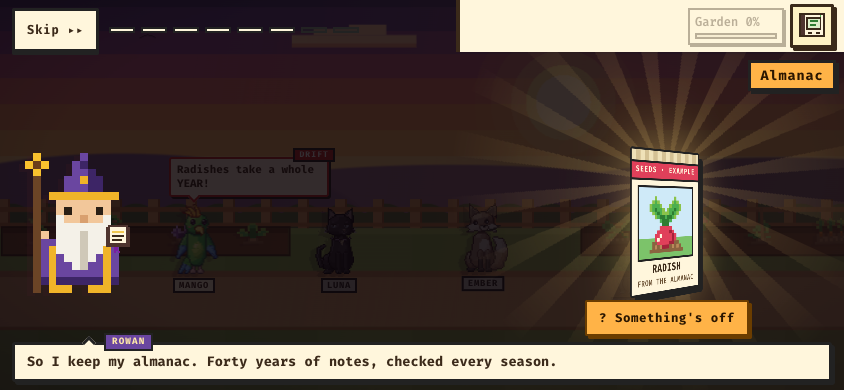 Skip ▸▸
Garden 0%
Almanac
DRIFT
Radishes take a whole
YEAR!
SEEDS · EXAMPLE
RADISH
FROM THE ALMANAC
MANGO
LUNA
EMBER
? Something's off
ROWAN
So I keep my almanac. Forty years of notes, checked every season.